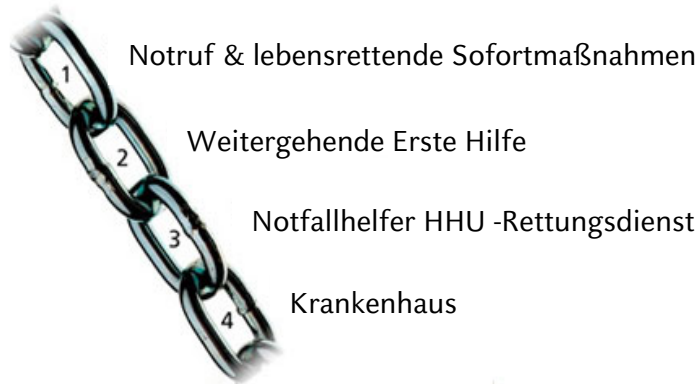 1 Notruf & lebensrettende Sofortmaßnahmen
2 Weitergehende Erste Hilfe
3 Notfallhelfer HHU -Rettungsdienst
4 Krankenhaus